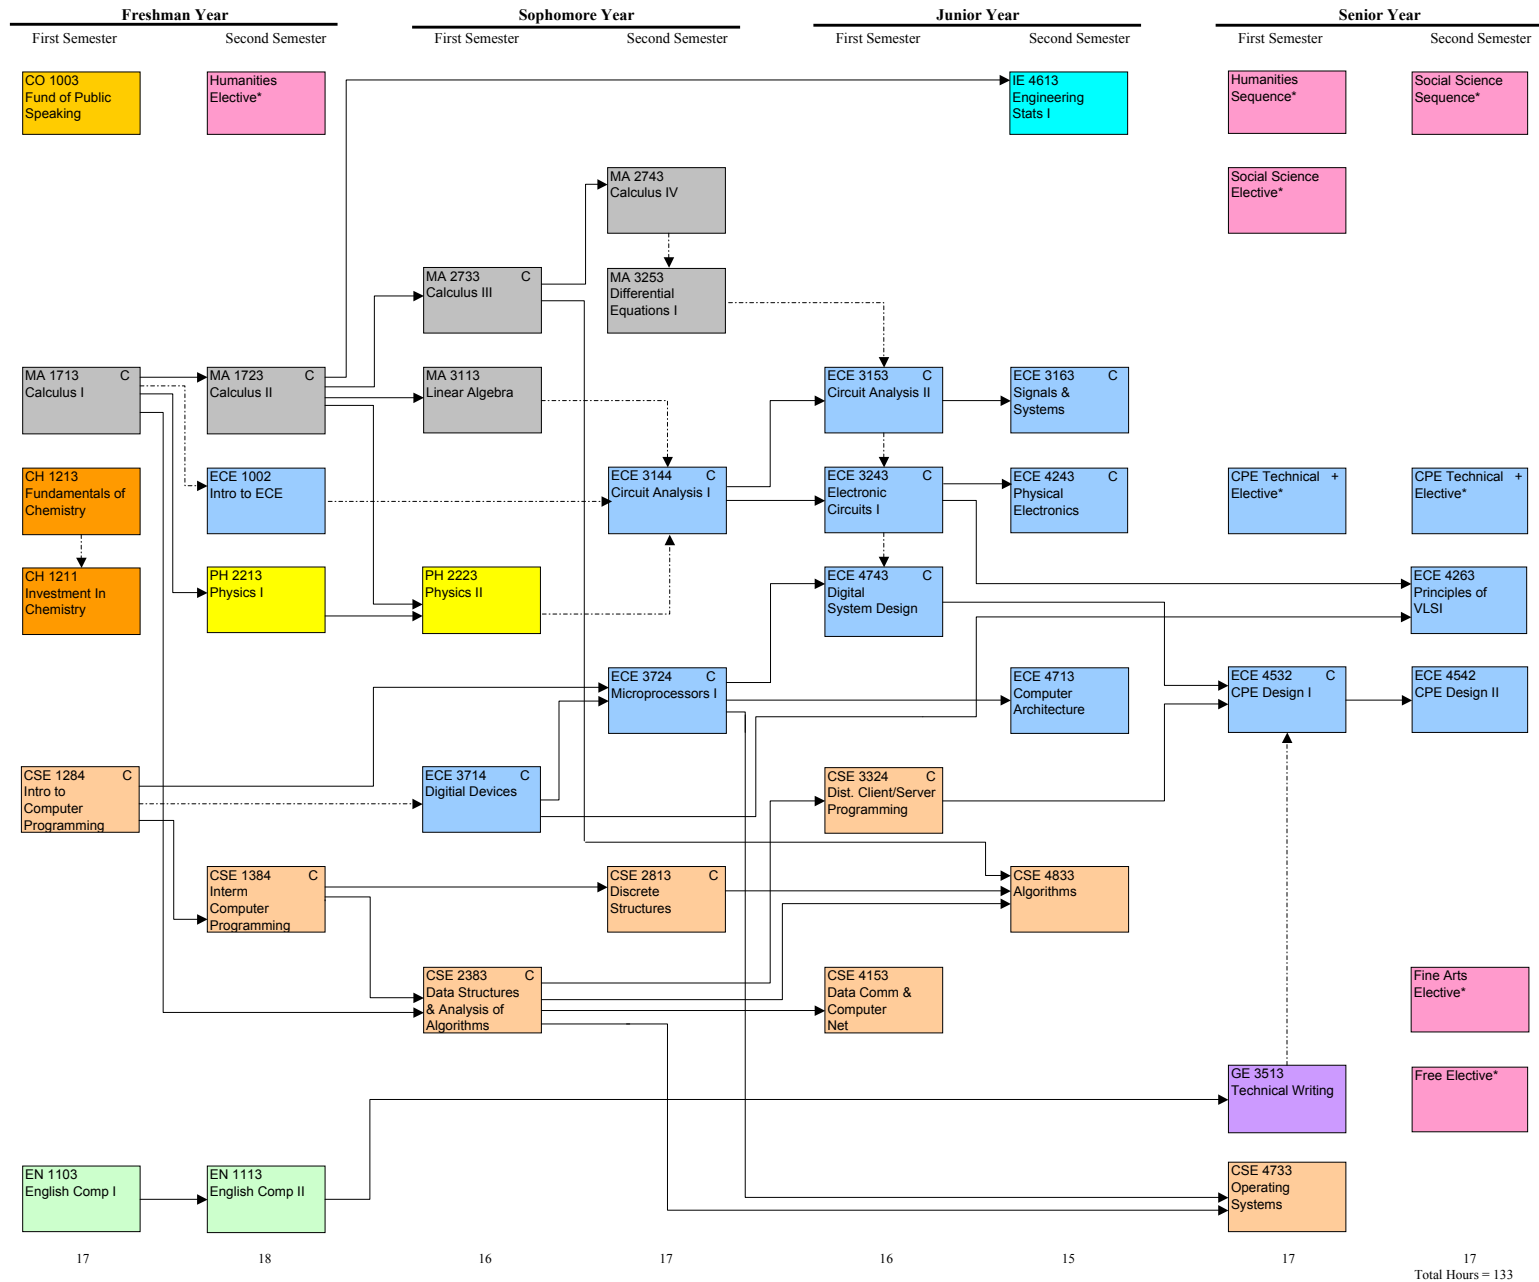 Freshman Year
Sophomore Year
Junior Year
Senior Year
First Semester
Second Semester
First Semester
Second Semester
First Semester
Second Semester
First Semester
Second Semester
CO 1003
Fund of Public
Speaking
Humanities
Elective*
IE 4613
Engineering
Stats I
Humanities
Sequence*
Social Science
Sequence*
MA 2743
Calculus IV
Social Science
Elective*
MA 2733 C
Calculus III
MA 3253
Differential
Equations I
MA 1713 C
Calculus I
MA 1723 C
Calculus II
MA 3113
Linear Algebra
ECE 3153 C
Circuit Analysis II
ECE 3163 C
Signals &
Systems
CH 1213
Fundamentals of
Chemistry
ECE 1002
Intro to ECE
ECE 3144 C
Circuit Analysis I
ECE 3243 C
Electronic
Circuits I
ECE 4243 C
Physical
Electronics
CPE Technical +
Elective*
CPE Technical +
Elective*
CH 1211
Investment In
Chemistry
PH 2213
Physics I
PH 2223
Physics II
ECE 4743 C
Digital
System Design
ECE 4263
Principles of
VLSI
ECE 3724 C
Microprocessors I
ECE 4713
Computer
Architecture
ECE 4532 C
CPE Design I
ECE 4542
CPE Design II
CSE 1284 C
Intro to
Computer
Programming
ECE 3714 C
Digitial Devices
CSE 3324 C
Dist. Client/Server
Programming
CSE 1384 C
Interm
Computer
Programming
CSE 2813 C
Discrete
Structures
CSE 4833
Algorithms
CSE 2383 C
Data Structures
& Analysis of
Algorithms
CSE 4153
Data Comm &
Computer
Net
Fine Arts
Elective*
GE 3513
Technical Writing
Free Elective*
EN 1103
English Comp I
EN 1113
English Comp II
CSE 4733
Operating
Systems
17
18
16
17
16
15
17
17
Total Hours = 133